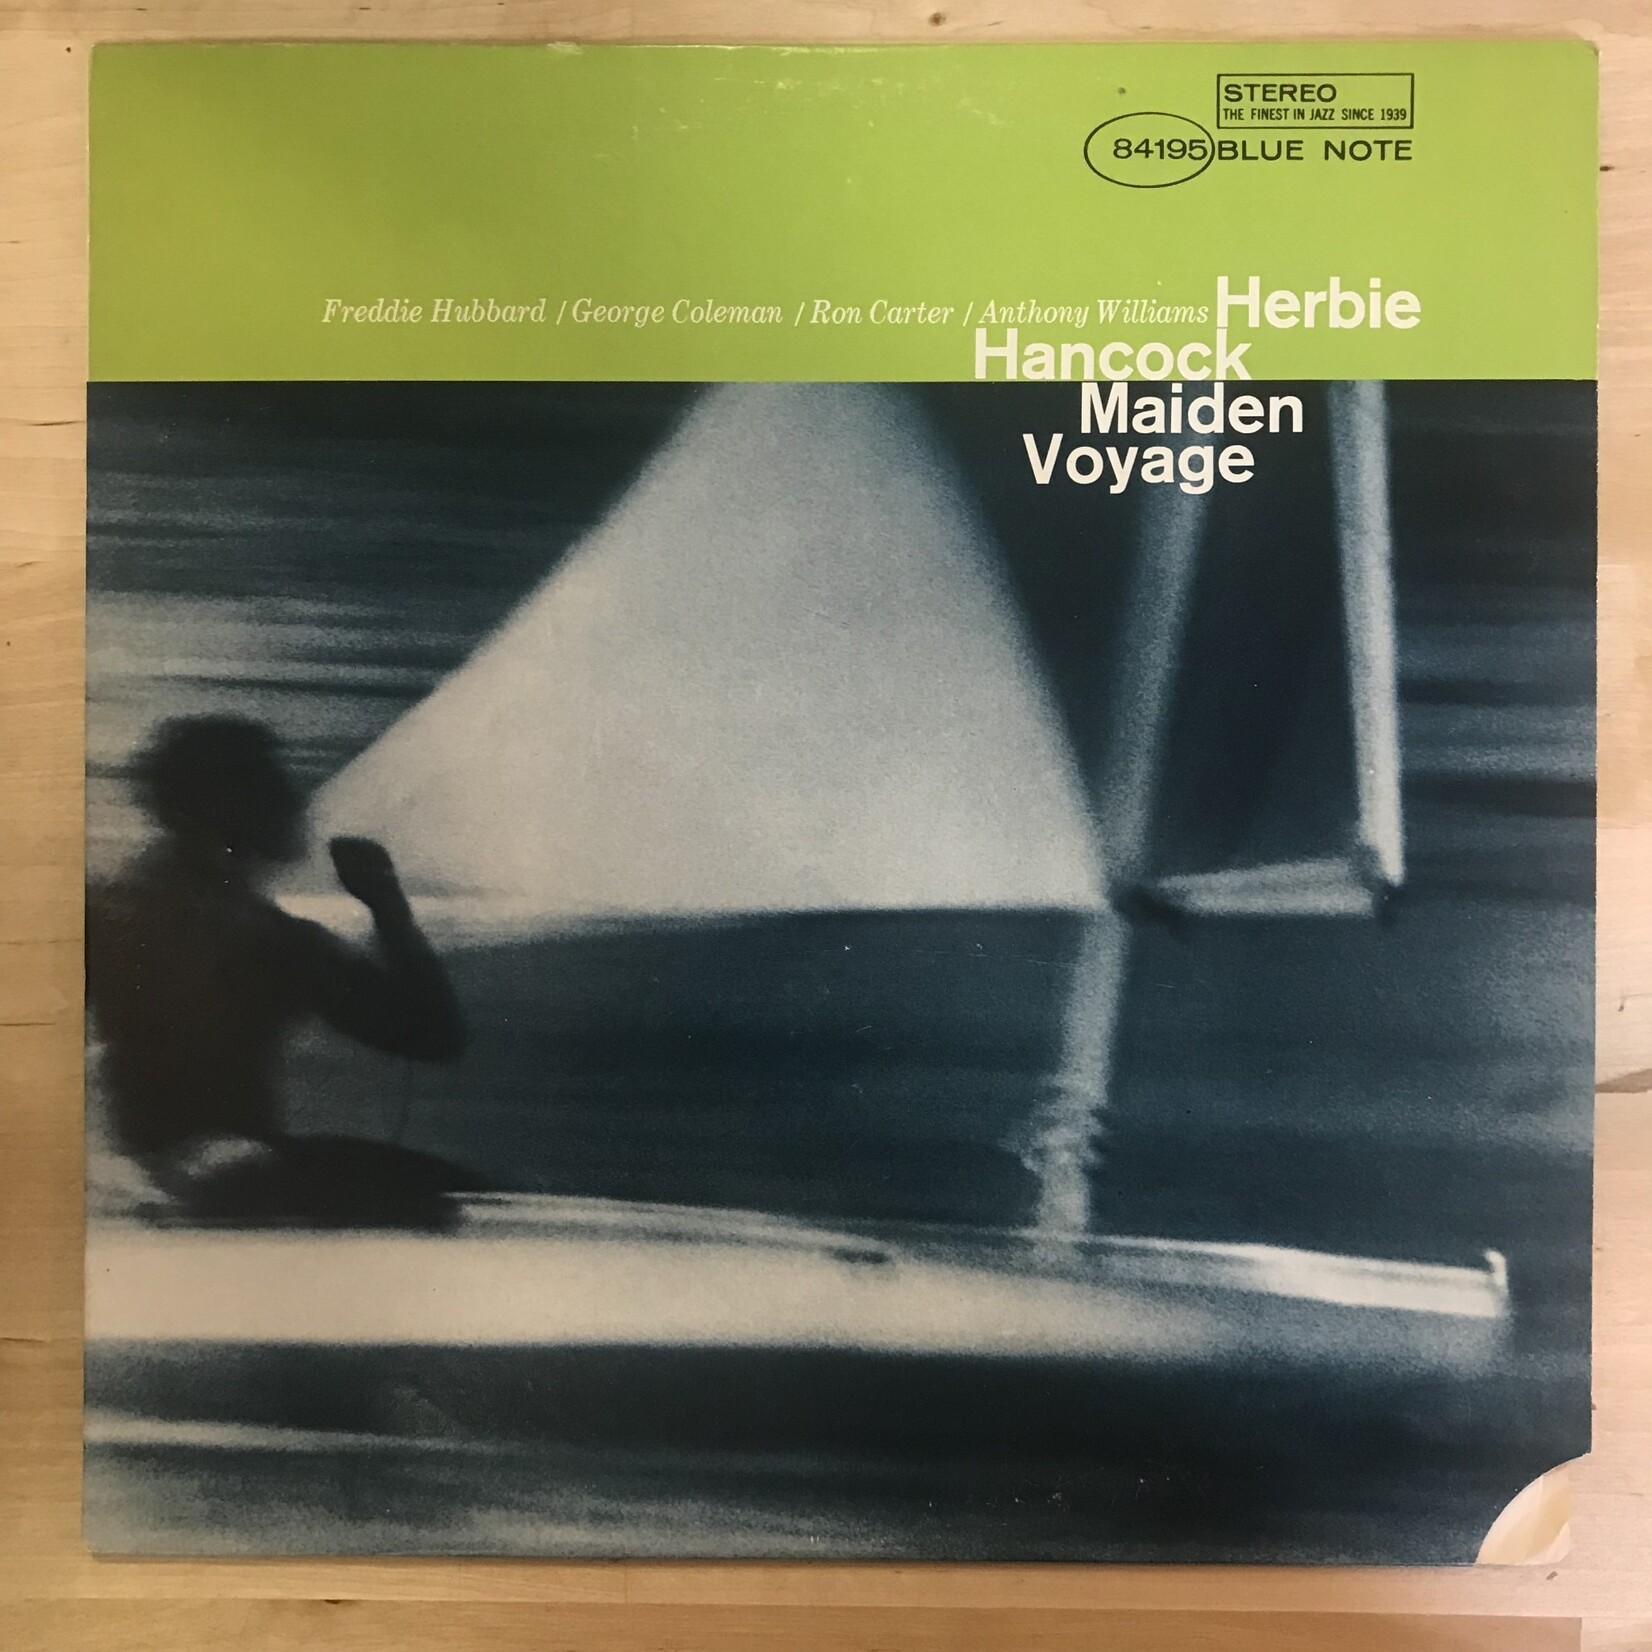 STEREO
THE FINEST IN JAZZ SINCE 1939
84195 BLUE NOTE
Freddie Hubbard / George Coleman / Ron Carter / Anthony Williams Herbie
Hancock
Maiden
Voyage